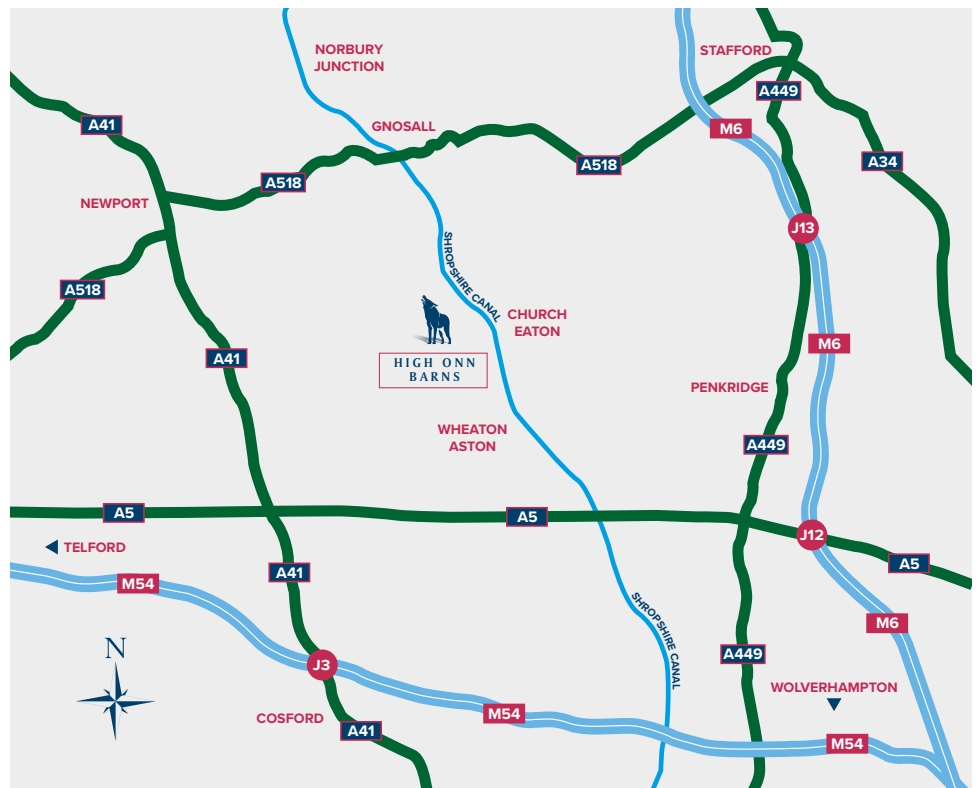 NORBURY
JUNCTION
STAFFORD
A449
A41
GNOSALL
M6
A518
A518
A34
NEWPORT
J13
SHROPSHIRE CANAL
A518
CHURCH
EATON
M6
A41
HIGH ONN
BARNS
PENKRIDGE
WHEATON
ASTON
A449
A5
A5
J12
TELFORD
A5
M54
A41
SHROPSHIRE CANAL
M6
N
J3
A449
WOLVERHAMPTON
COSFORD
M54
A41
M54